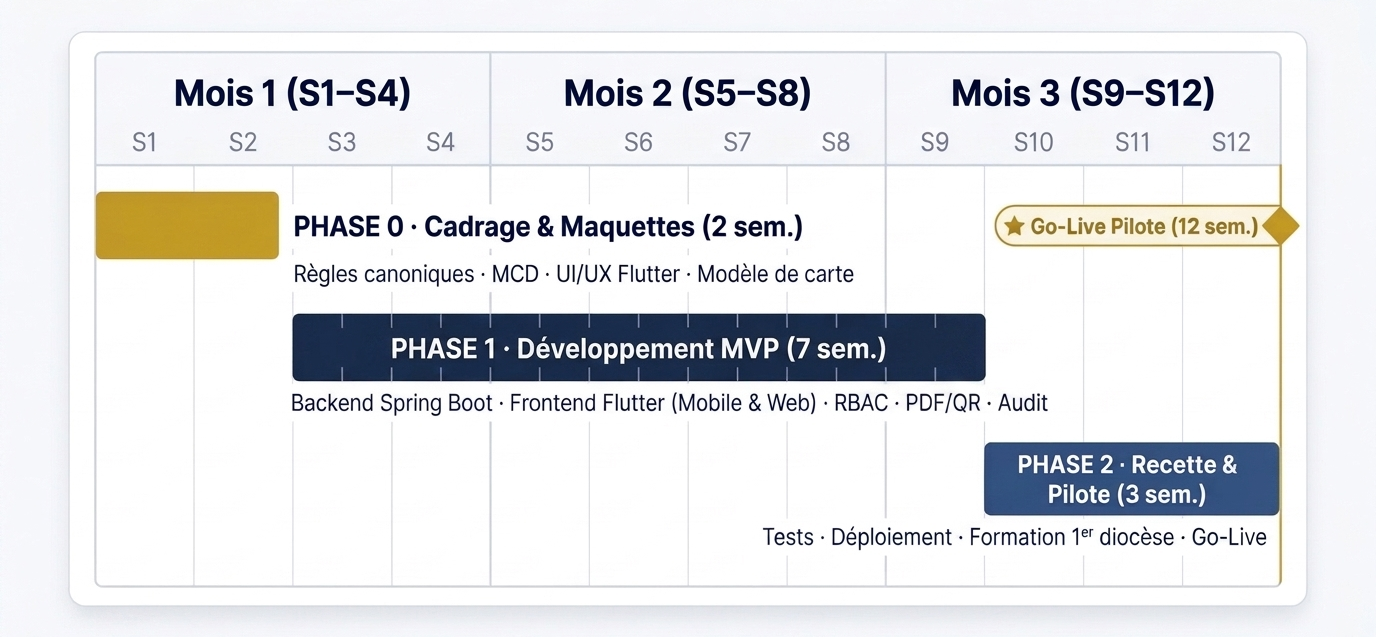 Mois 1 (S1–S4) Mois 2 (S5–S8) Mois 3 (S9–S12)
S1 S2 S3 S4 S5 S6 S7 S8 S9 S10 S11 S12
PHASE 0 · Cadrage & Maquettes (2 sem.)
Go-Live Pilote (12 sem.)
Règles canoniques · MCD · UI/UX Flutter · Modèle de carte
PHASE 1 · Développement MVP (7 sem.)
Backend Spring Boot · Frontend Flutter (Mobile & Web) · RBAC · PDF/QR · Audit
PHASE 2 · Recette &
Pilote (3 sem.)
Tests · Déploiement · Formation 1er diocèse · Go-Live